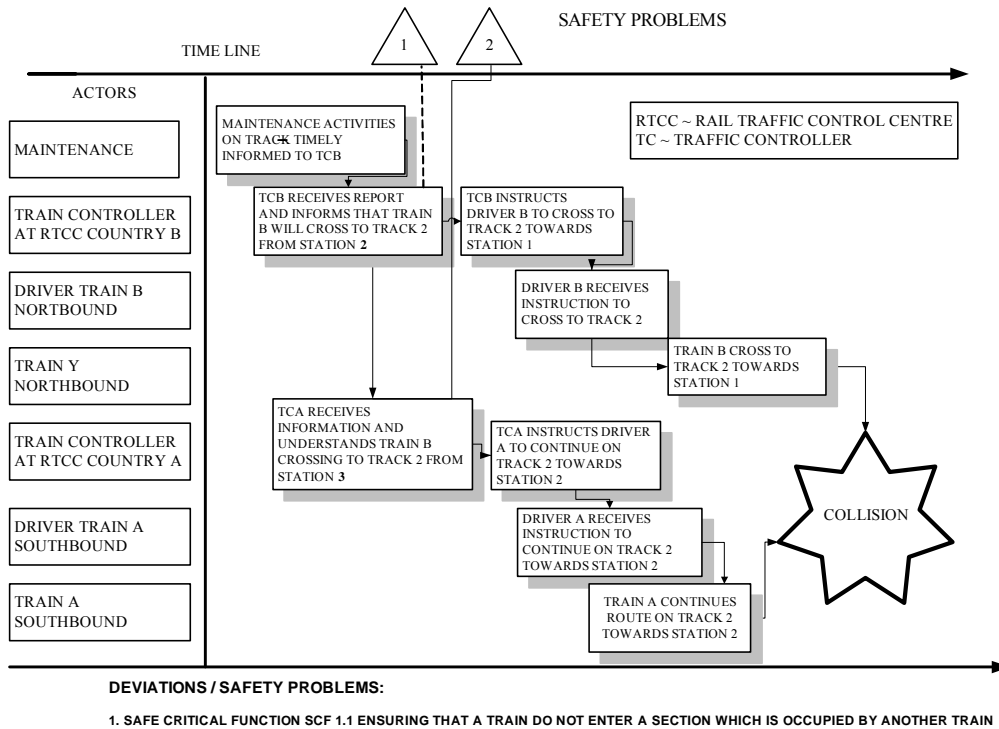 SAFETY PROBLEMS
1
2
TIME LINE
ACTORS
MAINTENANCE
MAINTENANCE ACTIVITIES
ON TRACK TIMELY
INFORMED TO TCB
RTCC ~ RAIL TRAFFIC CONTROL CENTRE
TC ~ TRAFFIC CONTROLLER
TRAIN CONTROLLER
AT RTCC COUNTRY B
TCB RECEIVES REPORT
AND INFORMS THAT TRAIN
B WILL CROSS TO TRACK 2
FROM STATION 2
TCB INSTRUCTS
DRIVER B TO CROSS TO
TRACK 2 TOWARDS
STATION 1
DRIVER TRAIN B
NORTBOUND
DRIVER B RECEIVES
INSTRUCTION TO
CROSS TO TRACK 2
TRAIN Y
NORTHBOUND
TRAIN B CROSS TO
TRACK 2 TOWARDS
STATION 1
TRAIN CONTROLLER
AT RTCC COUNTRY A
TCA RECEIVES
INFORMATION AND
UNDERSTANDS TRAIN B
CROSSING TO TRACK 2 FROM
STATION 3
TCA INSTRUCTS DRIVER
A TO CONTINUE ON
TRACK 2 TOWARDS
STATION 2
COLLISION
DRIVER TRAIN A
SOUTHBOUND
DRIVER A RECEIVES
INSTRUCTION TO
CONTINUE ON TRACK 2
TOWARDS STATION 2
TRAIN A
SOUTHBOUND
TRAIN A CONTINUES
ROUTE ON TRACK 2
TOWARDS STATION 2
DEVIATIONS / SAFETY PROBLEMS:
1. SAFE CRITICAL FUNCTION SCF 1.1 ENSURING THAT A TRAIN DO NOT ENTER A SECTION WHICH IS OCCUPIED BY ANOTHER TRAIN